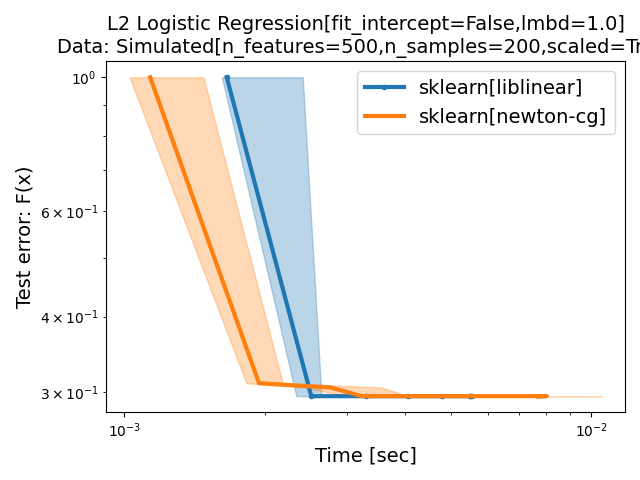 L2 Logistic Regression[fit_intercept=False,lmbd=1.0]
Data: Simulated[n_features=500,n_samples=200,scaled=Tr
sklearn[liblinear]
sklearn[newton-cg]
10⁰
6 × 10⁻¹
4 × 10⁻¹
3 × 10⁻¹
Test error: F(x)
10⁻³
10⁻²
Time [sec]